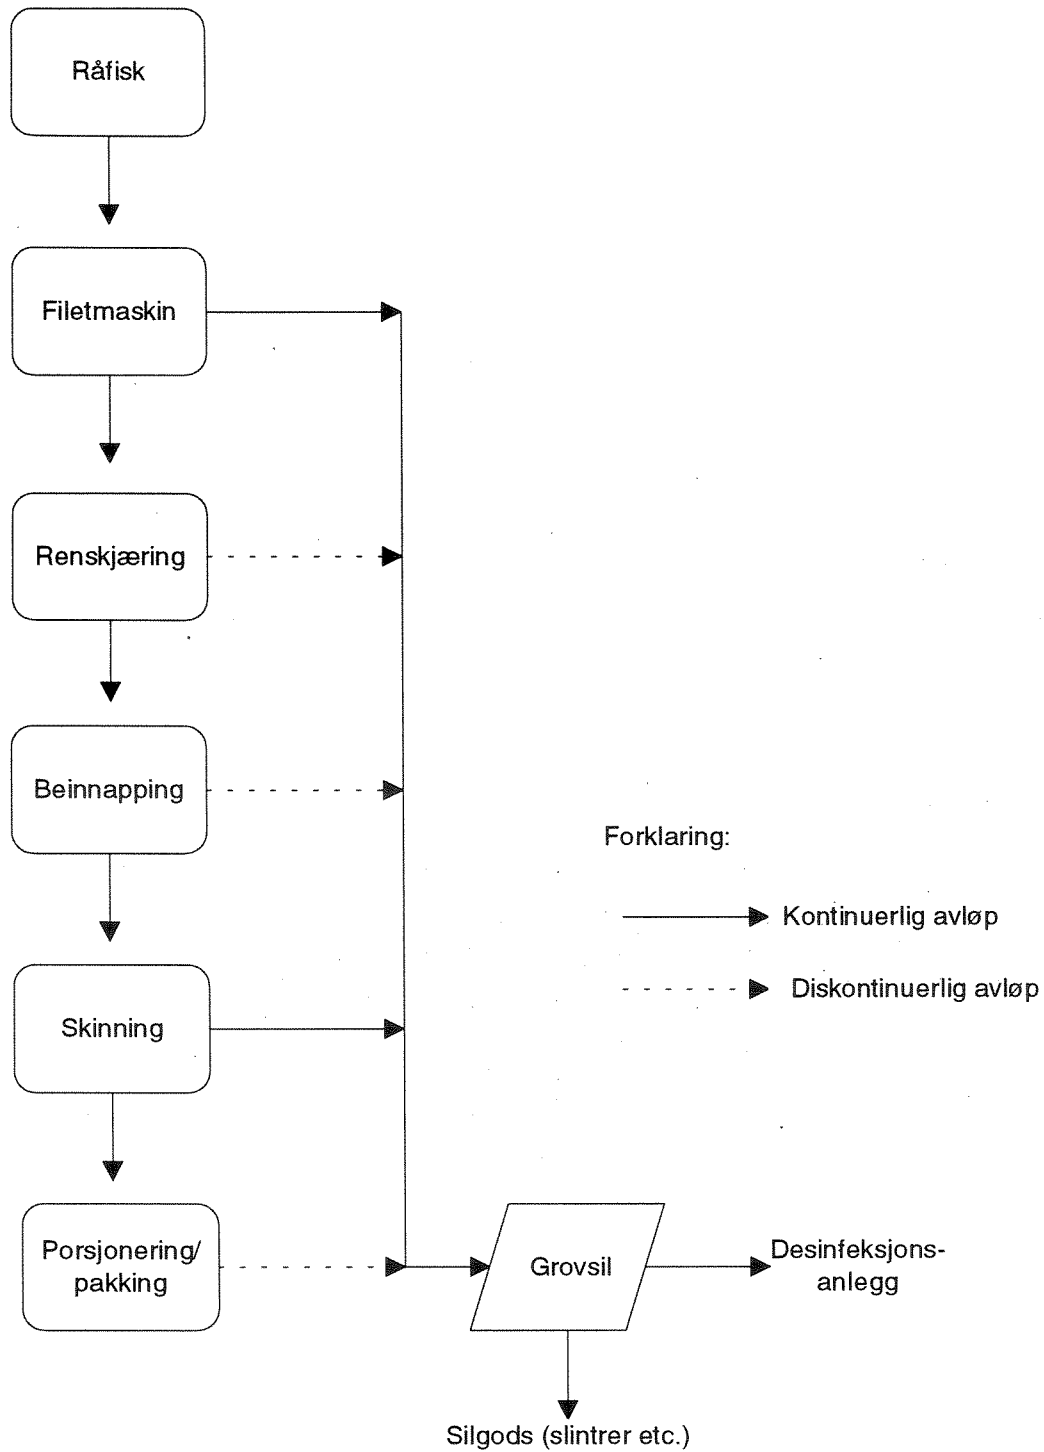 Råfisk
Filetmaskin
Renskjæring
Beinnapping
Forklaring:
Kontinuerlig avløp
Diskontinuerlig avløp
Skinning
Porsjonering/
pakking
Grovsil
Desinfeksjons-
anlegg
Silgods (slintrer etc.)